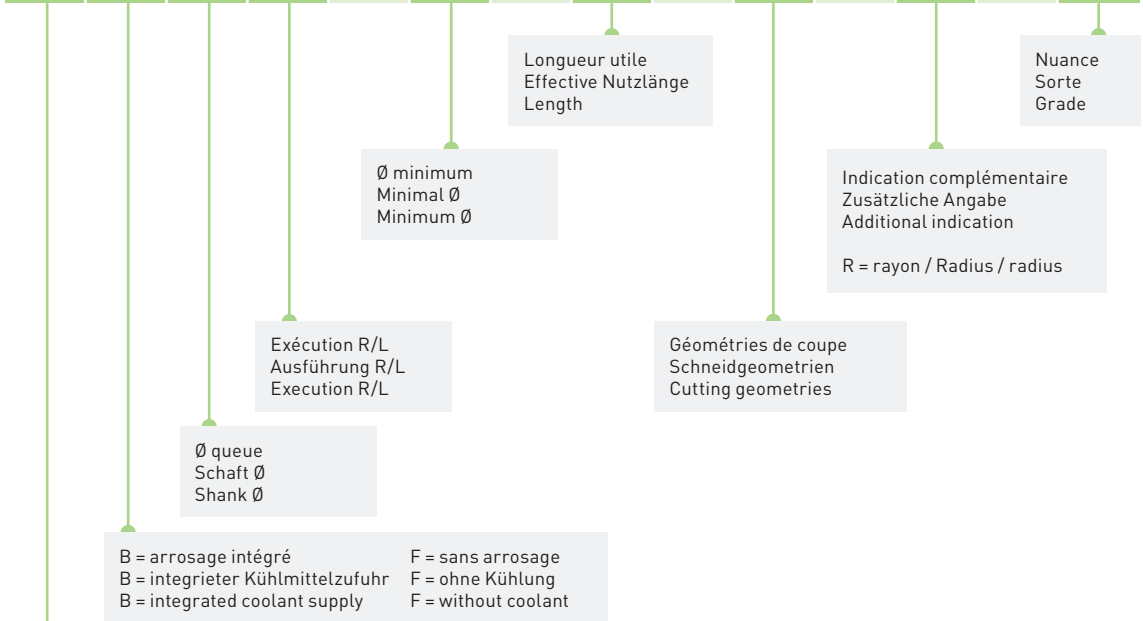 Longueur utile
Effective Nutzlänge
Length
Nuance
Sorte
Grade
Ø minimum
Minimal Ø
Minimum Ø
Indication complémentaire
Zusätzliche Angabe
Additional indication
R = rayon / Radius / radius
Exécution R/L
Ausführung R/L
Execution R/L
Géométries de coupe
Schneidgeometrien
Cutting geometries
Ø queue
Schaft Ø
Shank Ø
B = arrosage intégré F = sans arrosage
B = integrieter Kühlmittelzufuhr F = ohne Kühlung
B = integrated coolant supply F = without coolant